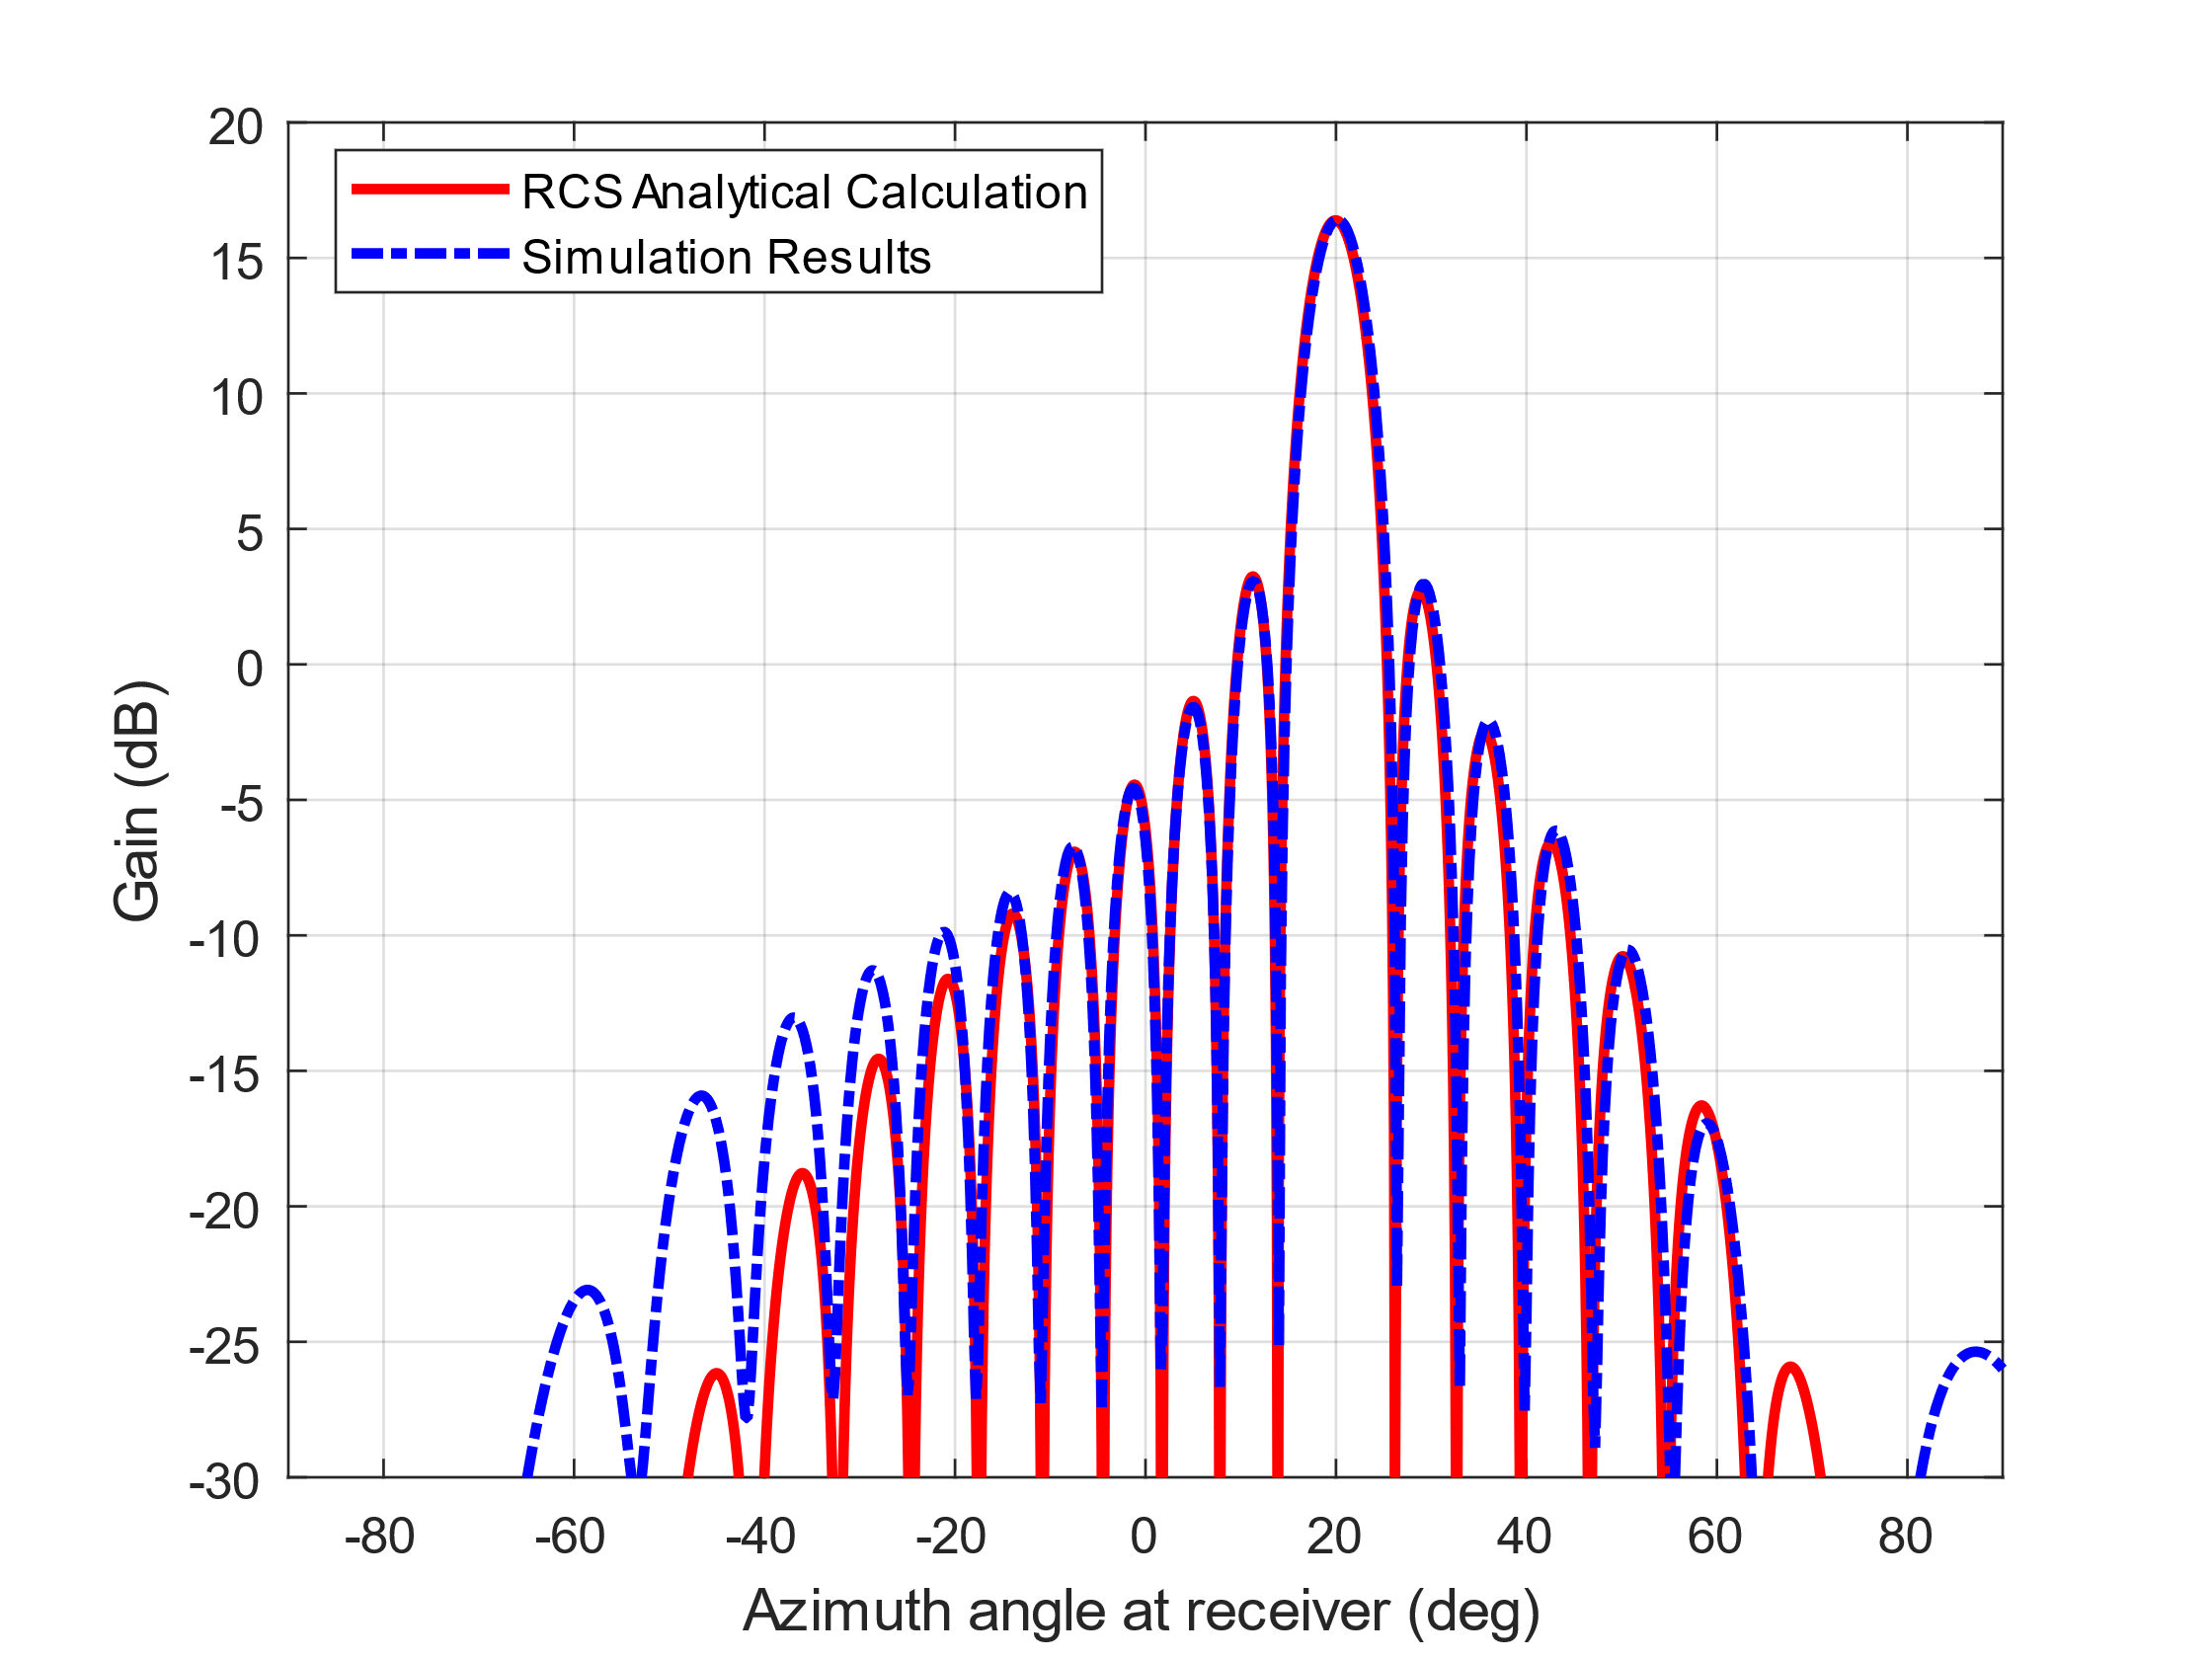 20
15
10
5
0
-5
-10
-15
-20
-25
-30
Gain (dB)
RCS Analytical Calculation
Simulation Results
-80 -60 -40 -20 0 20 40 60 80
Azimuth angle at receiver (deg)